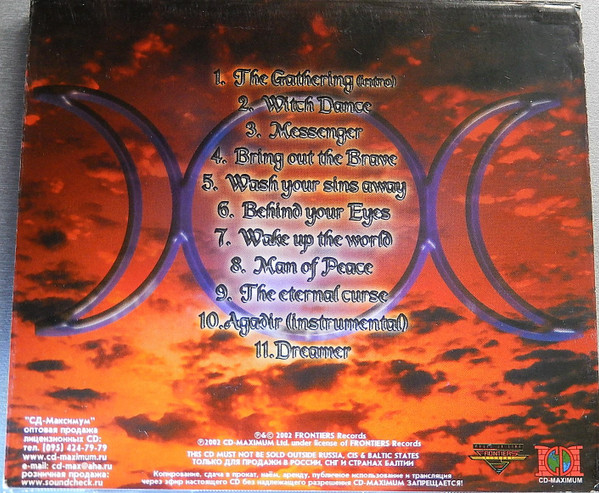 1. The Gathering (intro)
2. Witch Dance
3. Messenger
4. Bring out the Brave
5. Wash your sins away
6. Behind your Eyes
7. Wake up the world
8. Man of Peace
9. The eternal curse
10.Agadir (instrumental)
11.Dreamer
"СД-Максимум"
оптовая продажа
лицензионных CD:
тел. (095) 424-79-79
www.cd-maximum.ru
e-mail: cd-max@aha.ru
розничная продажа:
www.soundcheck.ru
℗&© 2002 FRONTIERS Records
℗2002 CD-MAXIMUM Ltd. under license of FRONTIERS Records
THIS CD MUST NOT BE SOLD OUTSIDE RUSSIA, CIS & BALTIC STATES
ТОЛЬКО ДЛЯ ПРОДАЖИ В РОССИИ, СНГ И СТРАНАХ БАЛТИИ
Копирование, сдача в прокат, наём, аренду, публичное использование и трансляция
через эфир настоящего CD без надлежащего разрешения CD-MAXIMUM ЗАПРЕЩАЕТСЯ!
FRONTIERS
CD-MAXIMUM